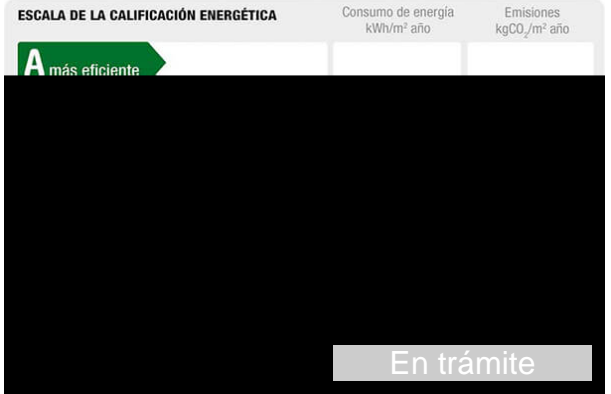 ESCALA DE LA CALIFICACIÓN ENERGÉTICA
Consumo de energía
kWh/m² año
Emisiones
kgCO₂/m² año
A más eficiente
En trámite